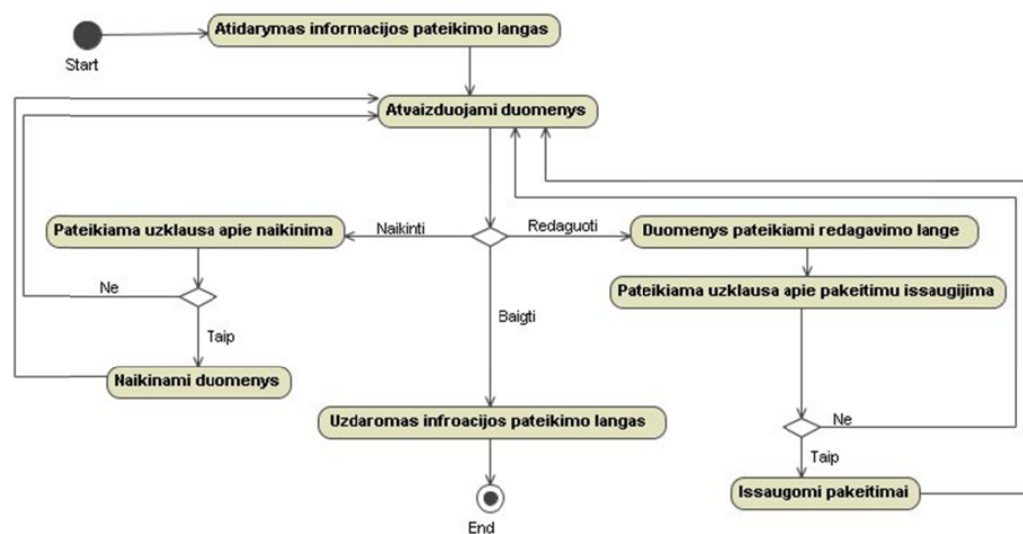 Atidarymas informacijos pateikimo langas
Start
Atvaizduojami duomenys
Pateikiama uzklausa apie naikinima
Naikinti
Redaguoti
Duomenys pateikiami redagavimo lange
Ne
Pateikiama uzklausa apie pakeitimu issaugijima
Baigti
Taip
Naikinami duomenys
Uzdaromas infroacijos pateikimo langas
Ne
Taip
Issaugomi pakeitimai
End